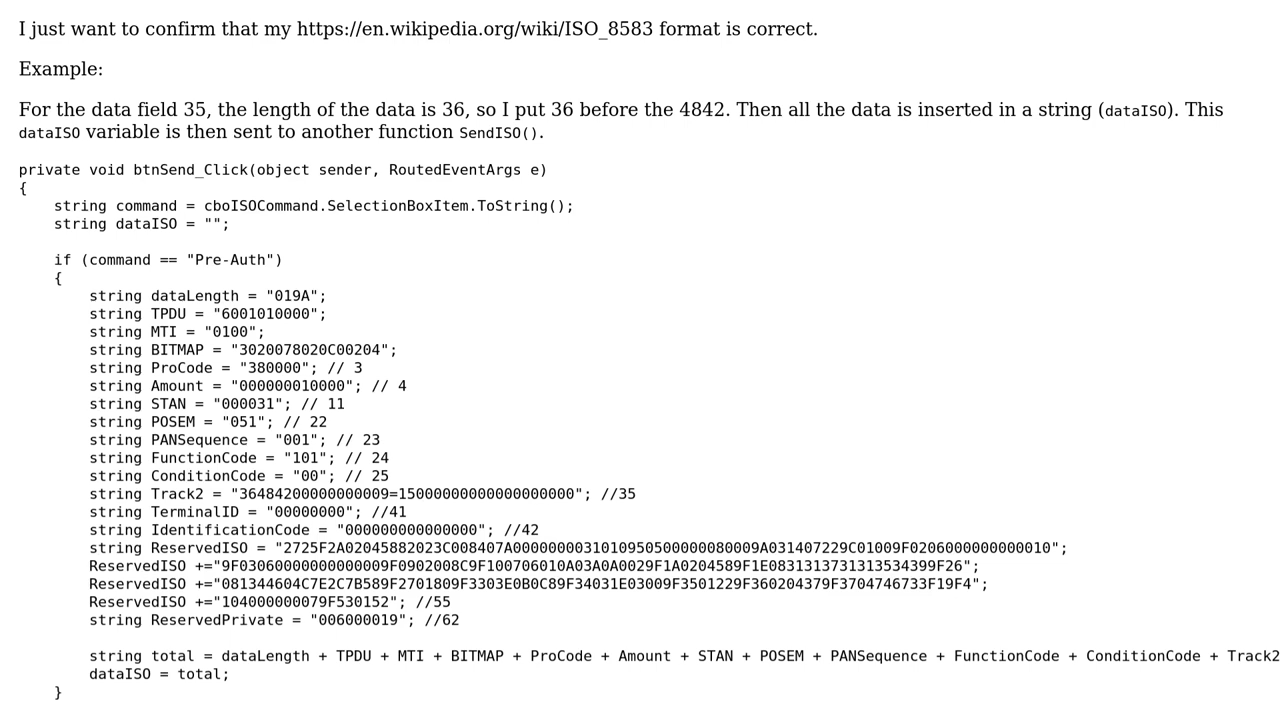 I just want to confirm that my https://en.wikipedia.org/wiki/ISO_8583 format is correct.
Example:
For the data field 35, the length of the data is 36, so I put 36 before the 4842. Then all the data is inserted in a string (dataISO). This
dataISO variable is then sent to another function SendISO().
private void btnSend_Click(object sender, RoutedEventArgs e)
{
    string command = cboISOCommand.SelectionBoxItem.ToString();
    string dataISO = "";
    if (command == "Pre-Auth")
    {
        string dataLength = "019A";
        string TPDU = "6001010000";
        string MTI = "0100";
        string BITMAP = "3020078020C00204";
        string ProCode = "380000"; // 3
        string Amount = "000000010000"; // 4
        string STAN = "000031"; // 11
        string POSEM = "051"; // 22
        string PANSequence = "001"; // 23
        string FunctionCode = "101"; // 24
        string ConditionCode = "00"; // 25
        string Track2 = "36484200000000009=15000000000000000000"; //35
        string TerminalID = "00000000"; //41
        string IdentificationCode = "000000000000000"; //42
        string ReservedISO = "2725F2A02045882023C008407A0000000031010950500000080009A031407229C01009F0206000000000010";
        ReservedISO +="9F03060000000000009F0902008C9F100706010A03A0A0029F1A0204589F1E0831313731313534399F26";
        ReservedISO +="081344604C7E2C7B589F2701809F3303E0B0C89F34031E03009F3501229F360204379F3704746733F19F4";
        ReservedISO +="104000000079F530152"; //55
        string ReservedPrivate = "006000019"; //62
        string total = dataLength + TPDU + MTI + BITMAP + ProCode + Amount + STAN + POSEM + PANSequence + FunctionCode + ConditionCode + Track2
        dataISO = total;
    }